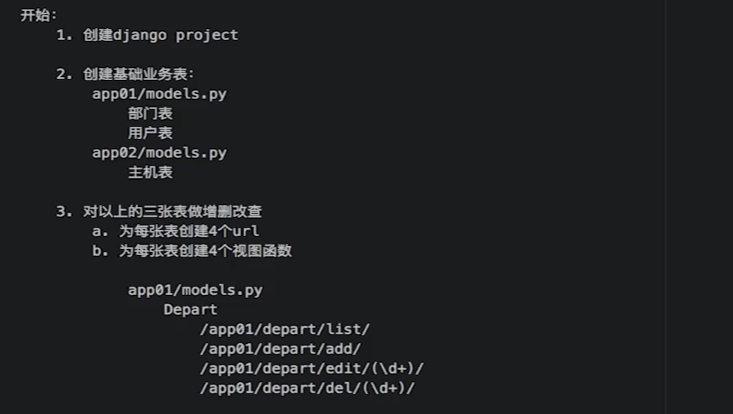 开始:
1. 创建django project
2. 创建基础业务表:
app01/models.py
部门表
用户表
app02/models.py
主机表
3. 对以上的三张表做增删改查
a. 为每张表创建4个url
b. 为每张表创建4个视图函数
app01/models.py
Depart
/app01/depart/list/
/app01/depart/add/
/app01/depart/edit/(\d+)/
/app01/depart/del/(\d+)/